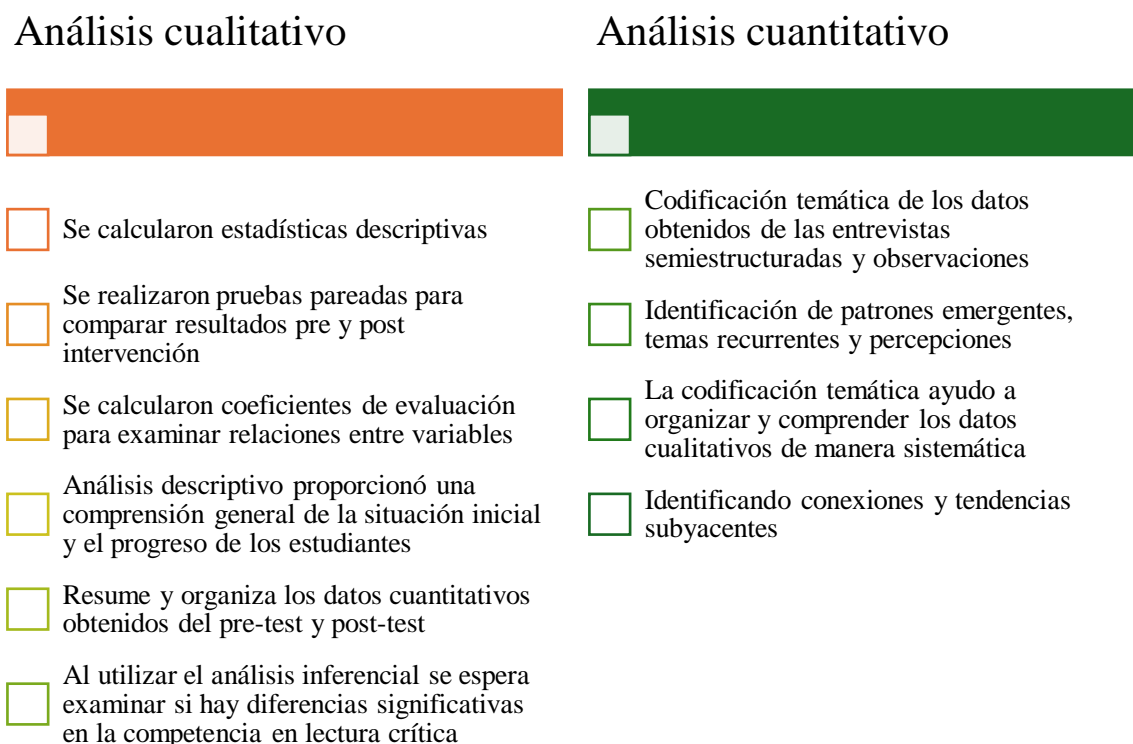 Análisis cualitativo
Se calcularon estadísticas descriptivas
Se realizaron pruebas pareadas para
comparar resultados pre y post
intervención
Se calcularon coeficientes de evaluación
para examinar relaciones entre variables
Análisis descriptivo proporcionó una
comprensión general de la situación inicial
y el progreso de los estudiantes
Resume y organiza los datos cuantitativos
obtenidos del pre-test y post-test
Al utilizar el análisis inferencial se espera
examinar si hay diferencias significativas
en la competencia en lectura crítica
Análisis cuantitativo
Codificación temática de los datos
obtenidos de las entrevistas
semiestructuradas y observaciones
Identificación de patrones emergentes,
temas recurrentes y percepciones
La codificación temática ayudo a
organizar y comprender los datos
cualitativos de manera sistemática
Identificando conexiones y tendencias
subyacentes